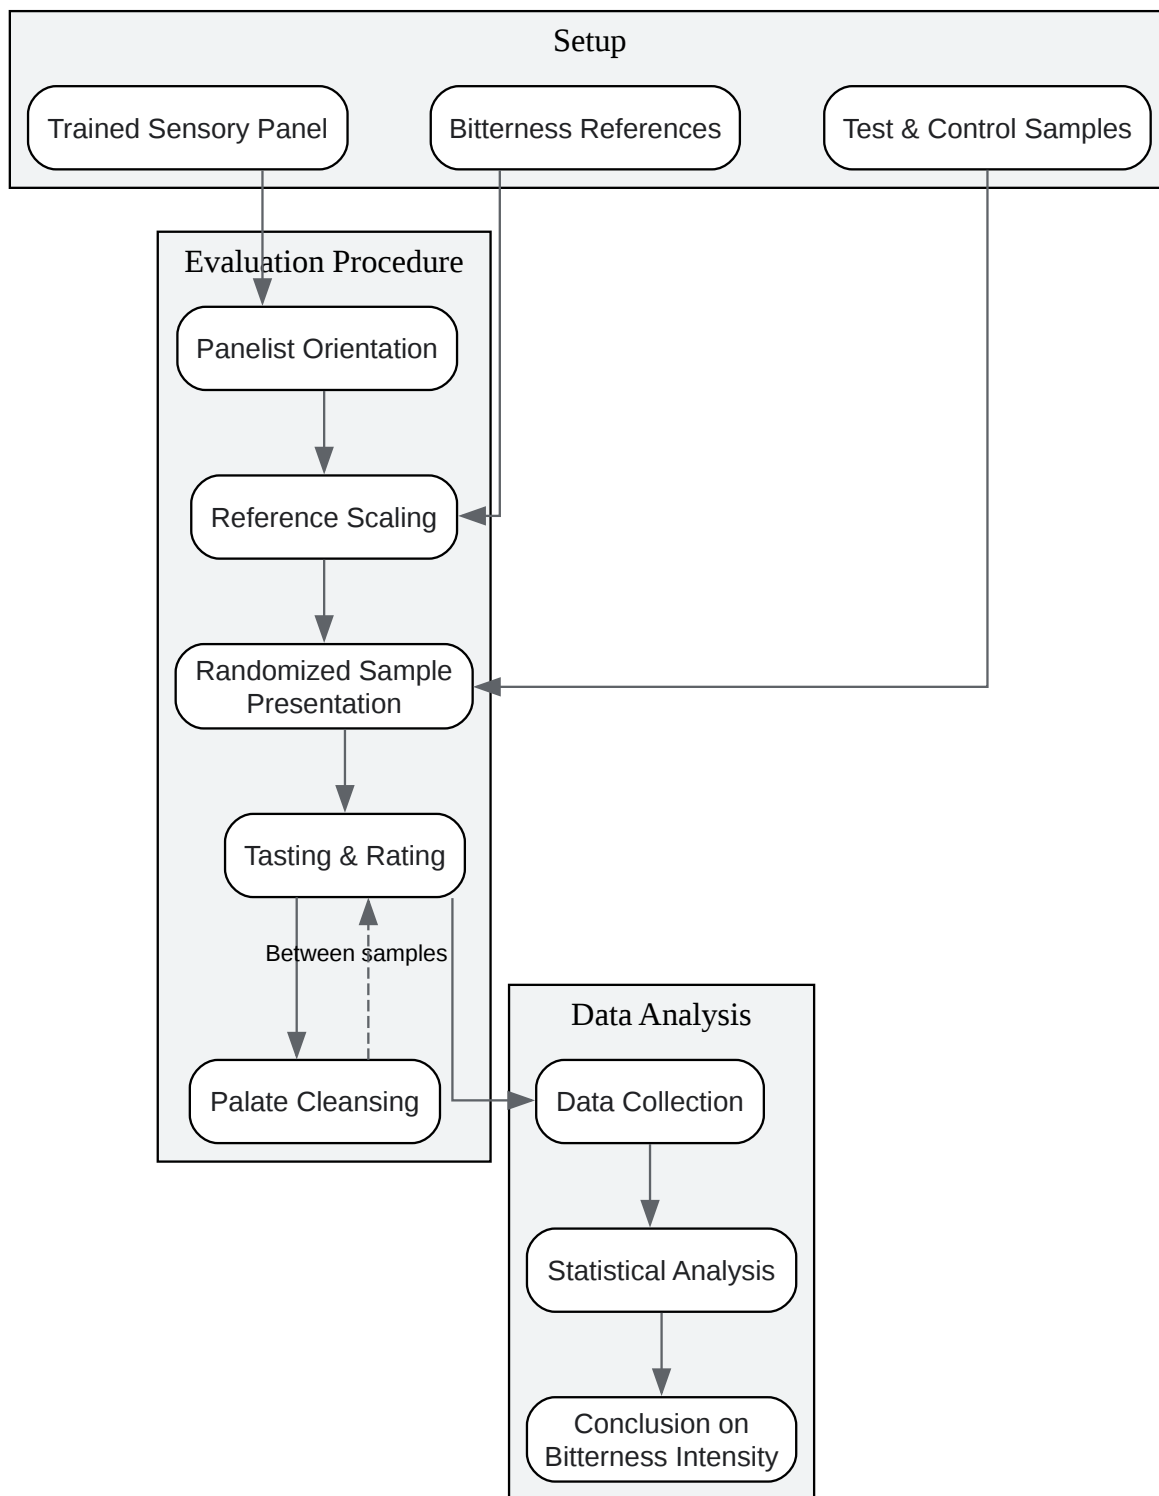 Setup
Trained Sensory Panel
Bitterness References
Test & Control Samples
Evaluation Procedure
Panelist Orientation
Reference Scaling
Randomized Sample
Presentation
Tasting & Rating
Between samples
Palate Cleansing
Data Analysis
Data Collection
Statistical Analysis
Conclusion on
Bitterness Intensity